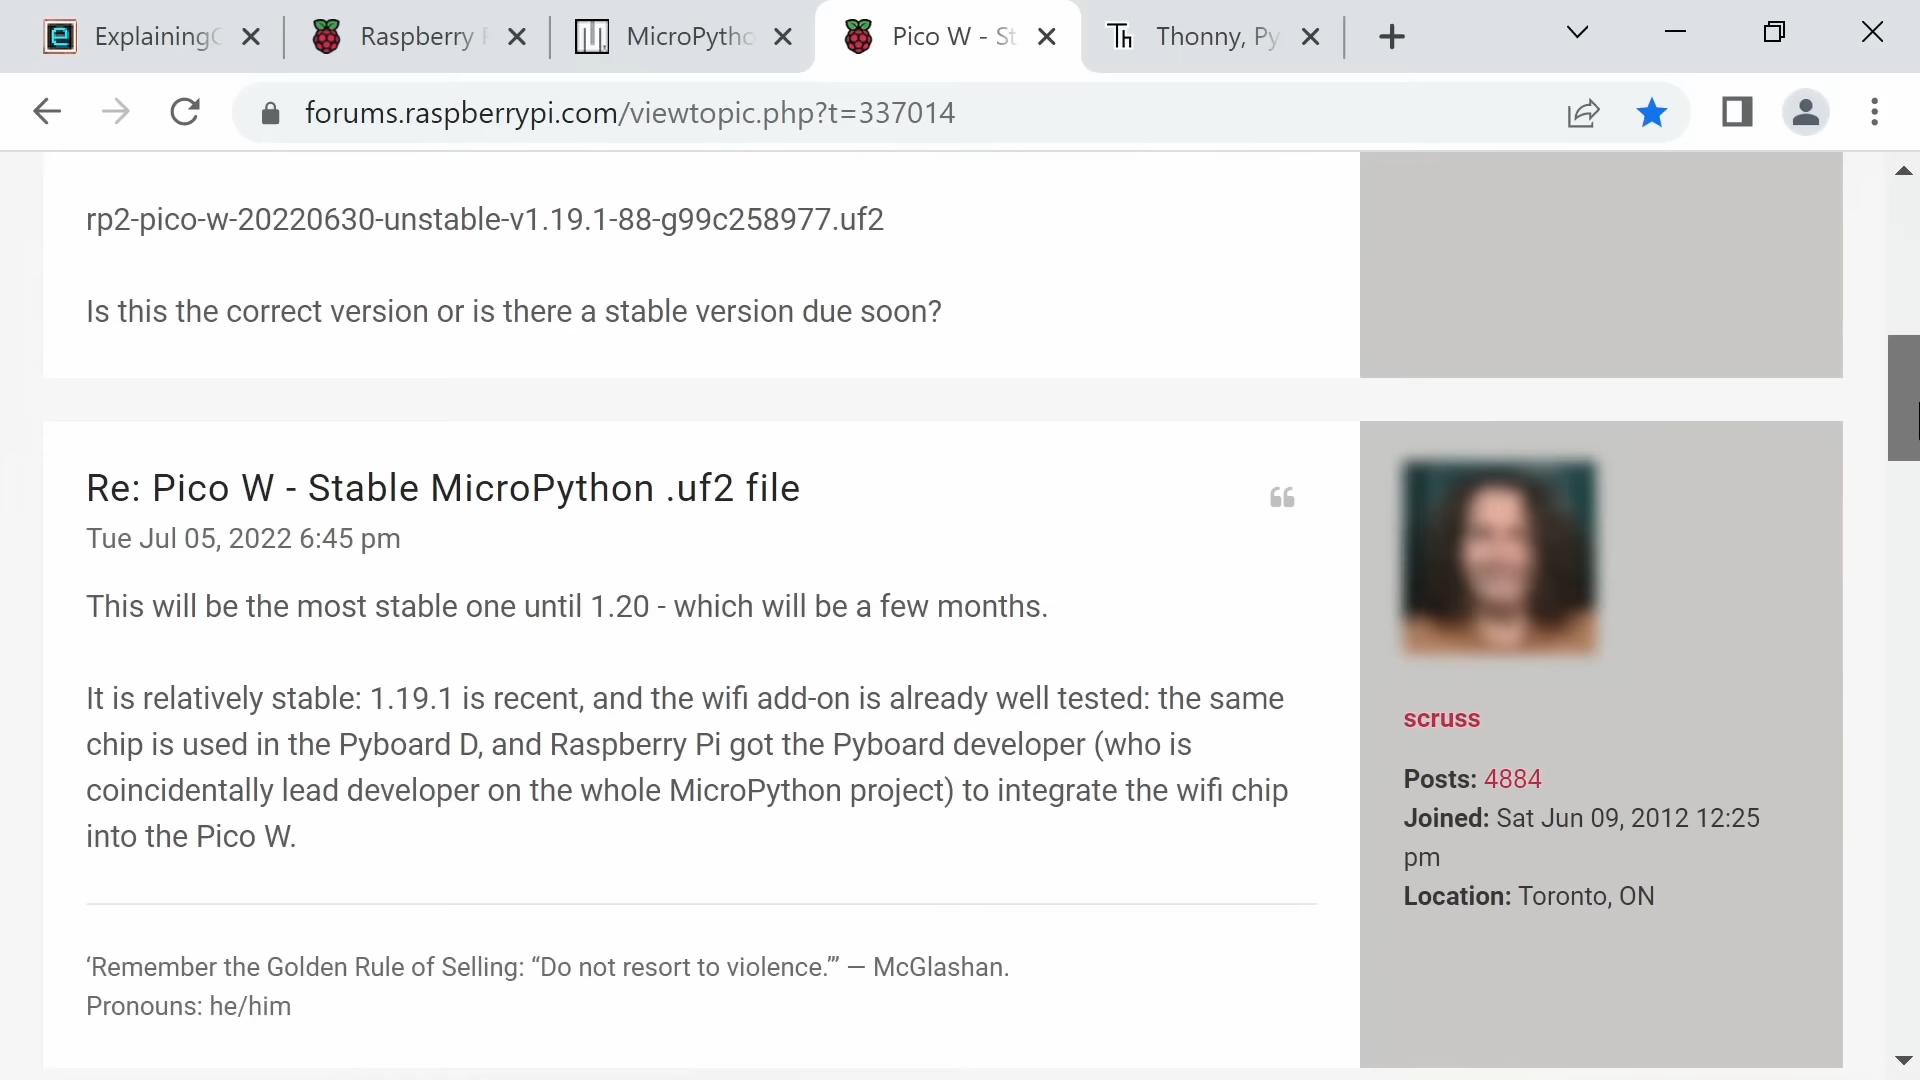 ExplainingC
Raspberry P
MicroPytho
Pico W - St
Th
Thonny, Py
forums.raspberrypi.com/viewtopic.php?t=337014
rp2-pico-w-20220630-unstable-v1.19.1-88-g99c258977.uf2
Is this the correct version or is there a stable version due soon?
Re: Pico W - Stable MicroPython .uf2 file
Tue Jul 05, 2022 6:45 pm
This will be the most stable one until 1.20 - which will be a few months.
It is relatively stable: 1.19.1 is recent, and the wifi add-on is already well tested: the same
chip is used in the Pyboard D, and Raspberry Pi got the Pyboard developer (who is
coincidentally lead developer on the whole MicroPython project) to integrate the wifi chip
into the Pico W.
‘Remember the Golden Rule of Selling: “Do not resort to violence.”’ — McGlashan.
Pronouns: he/him
scruss
Posts: 4884
Joined: Sat Jun 09, 2012 12:25
pm
Location: Toronto, ON